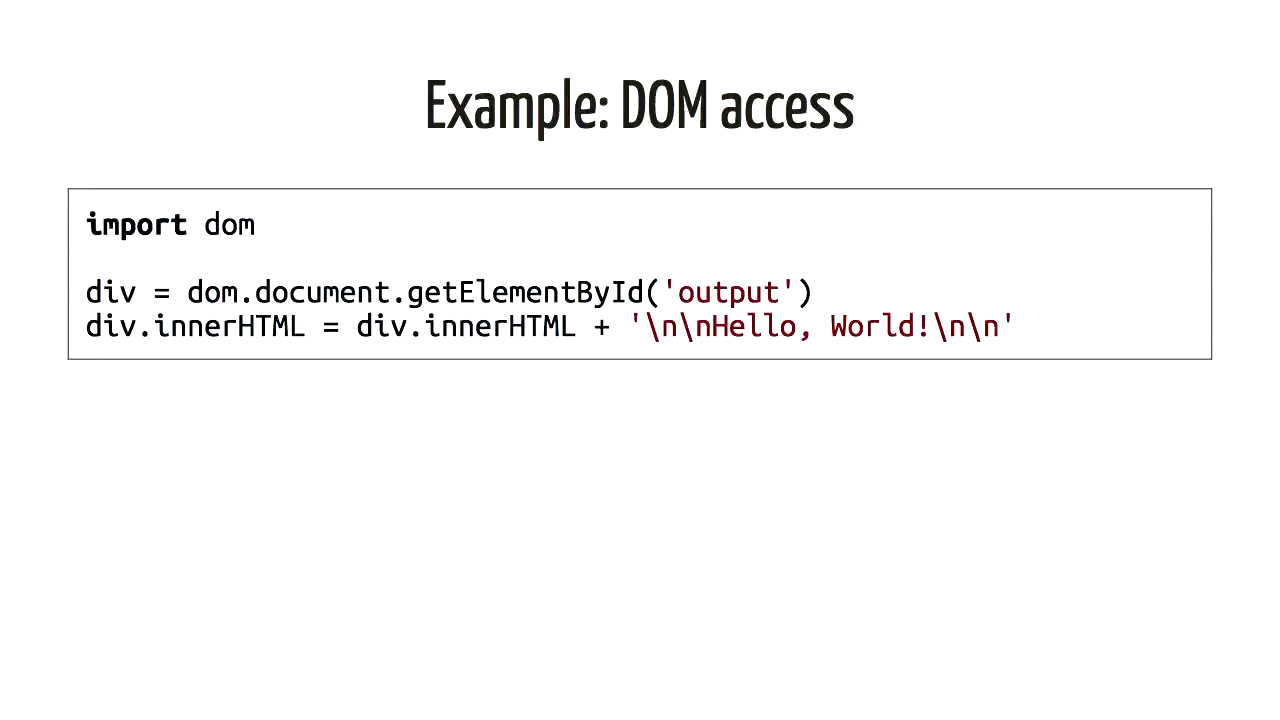 Example: DOM access
import dom
div = dom.document.getElementById('output')
div.innerHTML = div.innerHTML + '\n\nHello, World!\n\n'